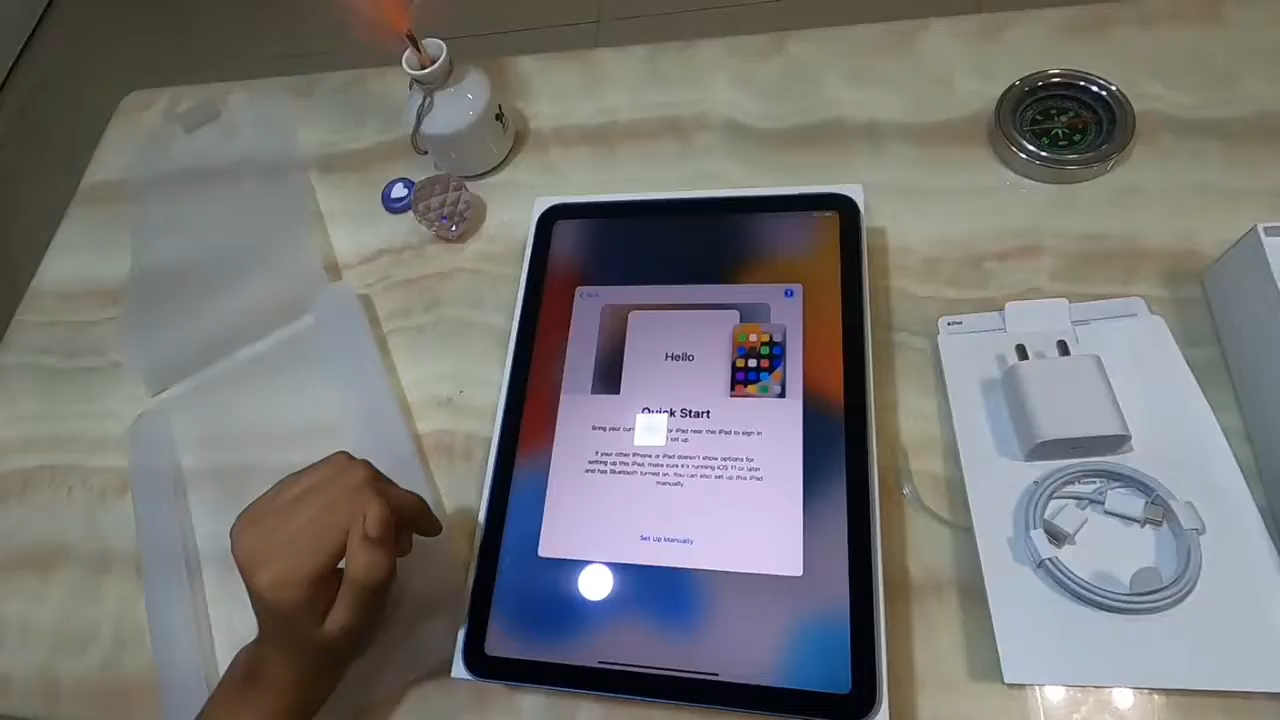 Hello
Quick Start
Bring your or iPad near this iPad to sign in
set up.
If your other iPhone or iPad doesn't show options for
setting up this iPad, make sure it's running iOS 11 or later
and has Bluetooth turned on. You can also set up this iPad
manually.
Set Up Manually